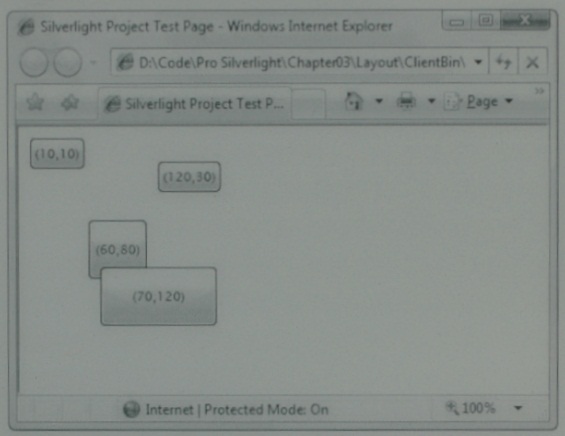 Silverlight Project Test Page - Windows Internet Explorer
D:\Code\Pro Silverlight\Chapter03\Layout\ClientBin\
Silverlight Project Test P...
Page
(10,10)
(120,30)
(60,80)
(70,120)
Internet | Protected Mode: On
100%